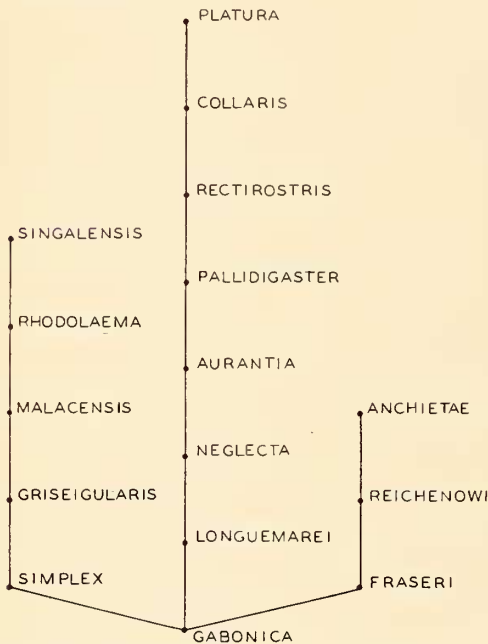 PLATURA
COLLARIS
RECTIROSTRIS
SINGALENSIS
PALLIDIGASTER
RHODOLAEMA
AURANTIA
MALACENSIS
ANCHIETAE
NEGLECTA
GRISEIGULARIS
REICHENOWI
LONGUEMAREI
SIMPLEX
FRASERI
GABONICA